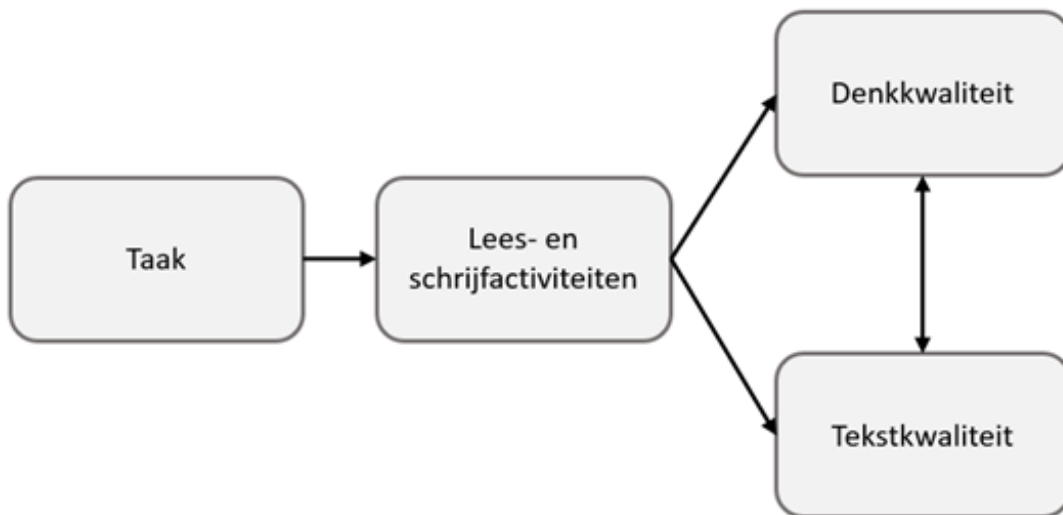 Denkkwaliteit
Taak
Lees- en
schrijfactiviteiten
Tekstkwaliteit